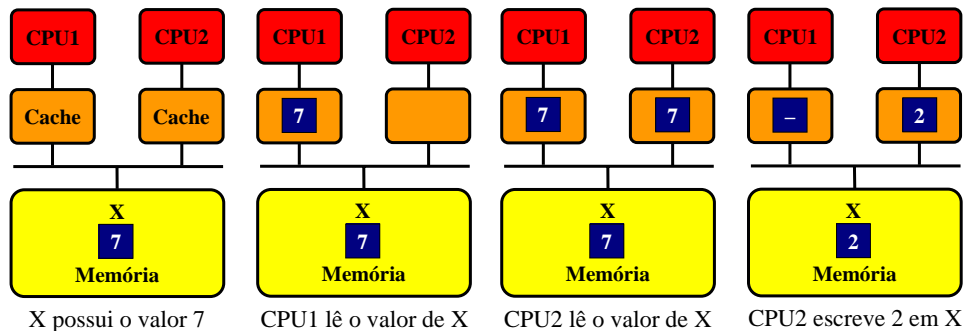 CPU1 CPU2 CPU1 CPU2 CPU1 CPU2 CPU1 CPU2
Cache Cache 7 7 7 – 2
X X X X
7 7 7 2
Memória Memória Memória Memória
X possui o valor 7 CPU1 lê o valor de X CPU2 lê o valor de X CPU2 escreve 2 em X